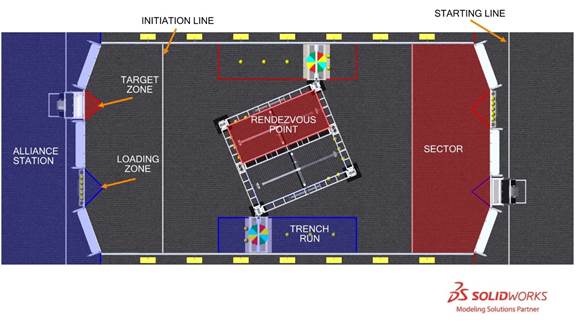 INITIATION LINE
STARTING LINE
TARGET
ZONE
RENDEZVOUS
POINT
ALLIANCE
STATION
LOADING
ZONE
SECTOR
TRENCH
RUN
SOLIDWORKS
Modeling Solutions Partner